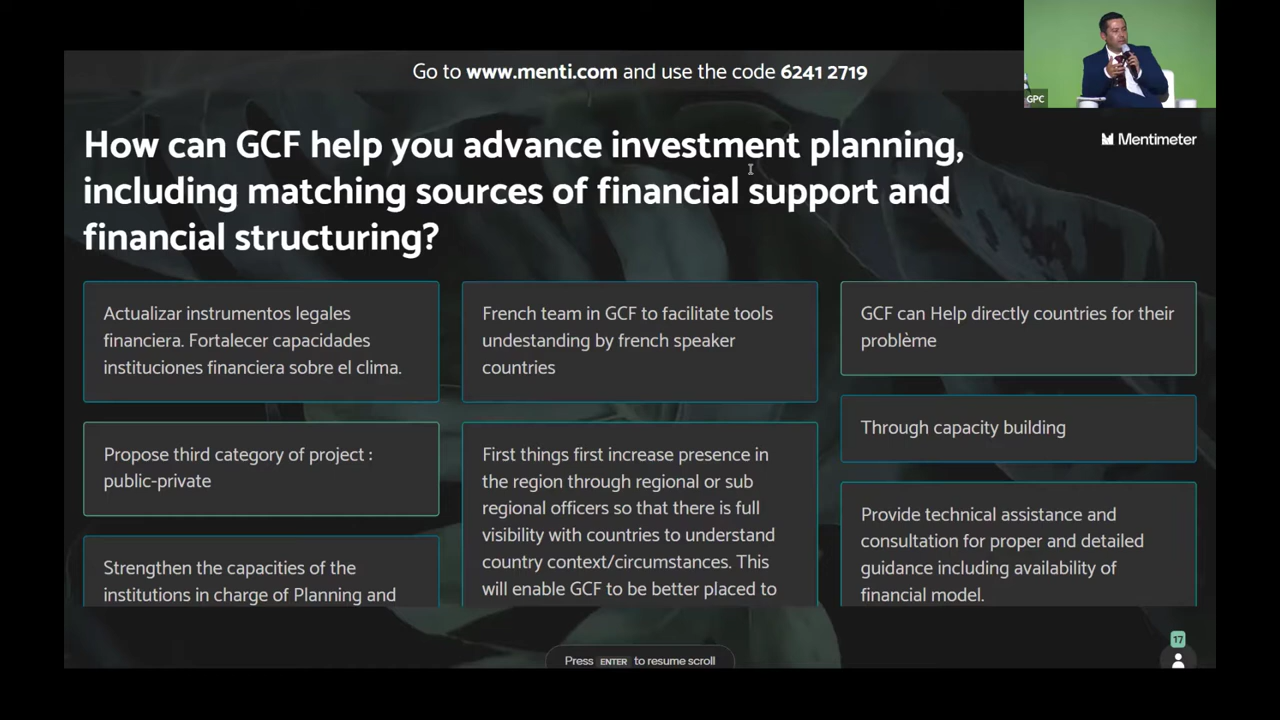 Go to www.menti.com and use the code 6241 2719
GPC
Mentimeter
How can GCF help you advance investment planning,
including matching sources of financial support and
financial structuring?
Actualizar instrumentos legales
financiera. Fortalecer capacidades
instituciones financiera sobre el clima.
Propose third category of project :
public-private
Strengthen the capacities of the
institutions in charge of Planning and
French team in GCF to facilitate tools
undestanding by french speaker
countries
First things first increase presence in
the region through regional or sub
regional officers so that there is full
visibility with countries to understand
country context/circumstances. This
will enable GCF to be better placed to
GCF can Help directly countries for their
problème
Through capacity building
Provide technical assistance and
consultation for proper and detailed
guidance including availability of
financial model.
17
Press ENTER to resume scroll